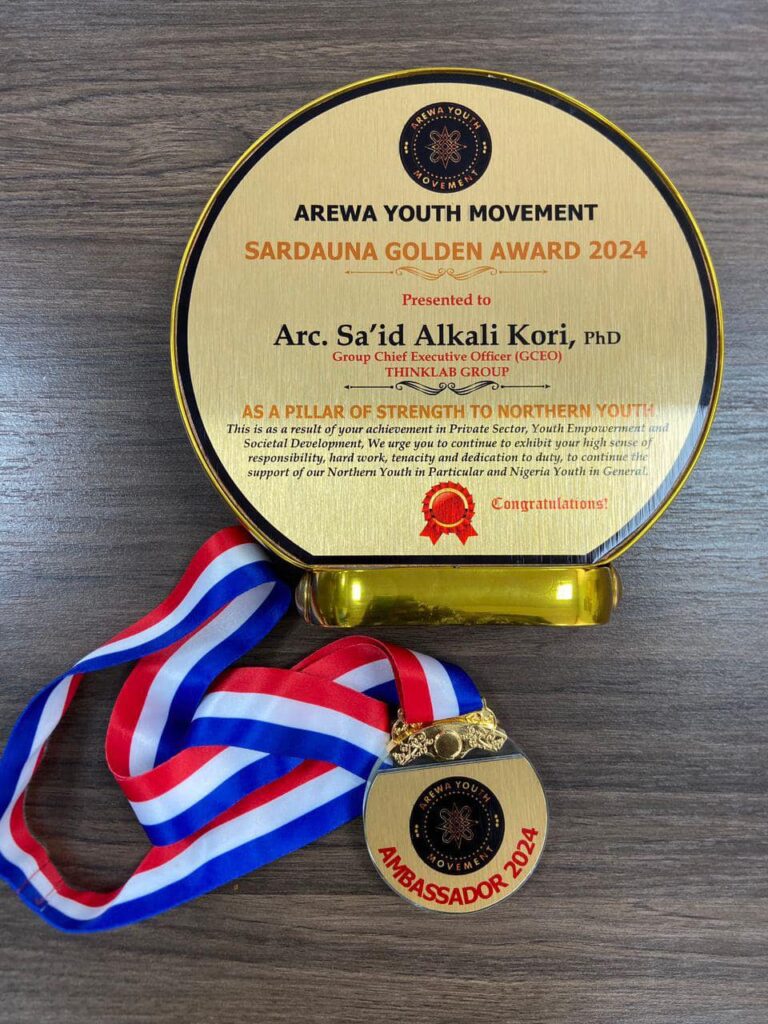 AREWA YOUTH
MOVEMENT
AREWA YOUTH MOVEMENT
SARDAUNA GOLDEN AWARD 2024
Presented to
Arc. Sa'id Alkali Kori, PhD
Group Chief Executive Officer (GCEO)
THINKLAB GROUP
AS A PILLAR OF STRENGTH TO NORTHERN YOUTH
This is as a result of your achievement in Private Sector, Youth Empowerment and
Societal Development, We urge you to continue to exhibit your high sense of
responsibility, hard work, tenacity and dedication to duty, to continue the
support of our Northern Youth in Particular and Nigeria Youth in General.
Congratulations!
AREWA YOUTH
MOVEMENT
AMBASSADOR 2024